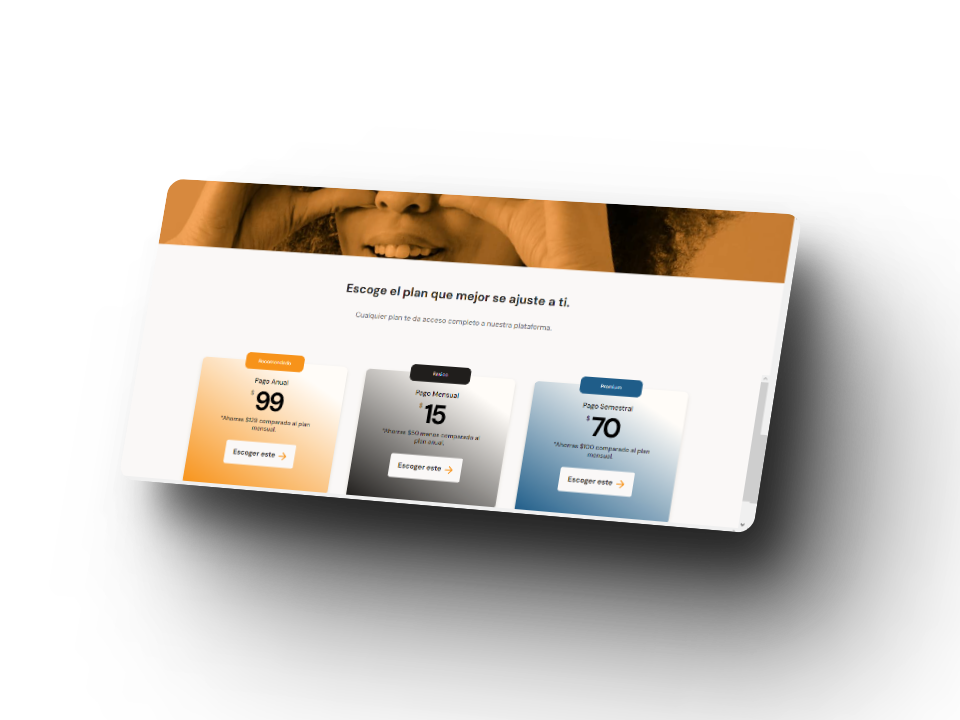 Escoge el plan que mejor se ajuste a ti.
Cualquier plan te da acceso completo a nuestra plataforma.
Recomendado
Pago Anual
$ 99
*Ahorras $129 comparado al plan
mensual.
Escoger este →
Básico
Pago Mensual
$ 15
*Ahorras $50 menos comparado al
plan anual.
Escoger este →
Premium
Pago Semestral
$ 70
*Ahorras $100 comparado al plan
mensual.
Escoger este →